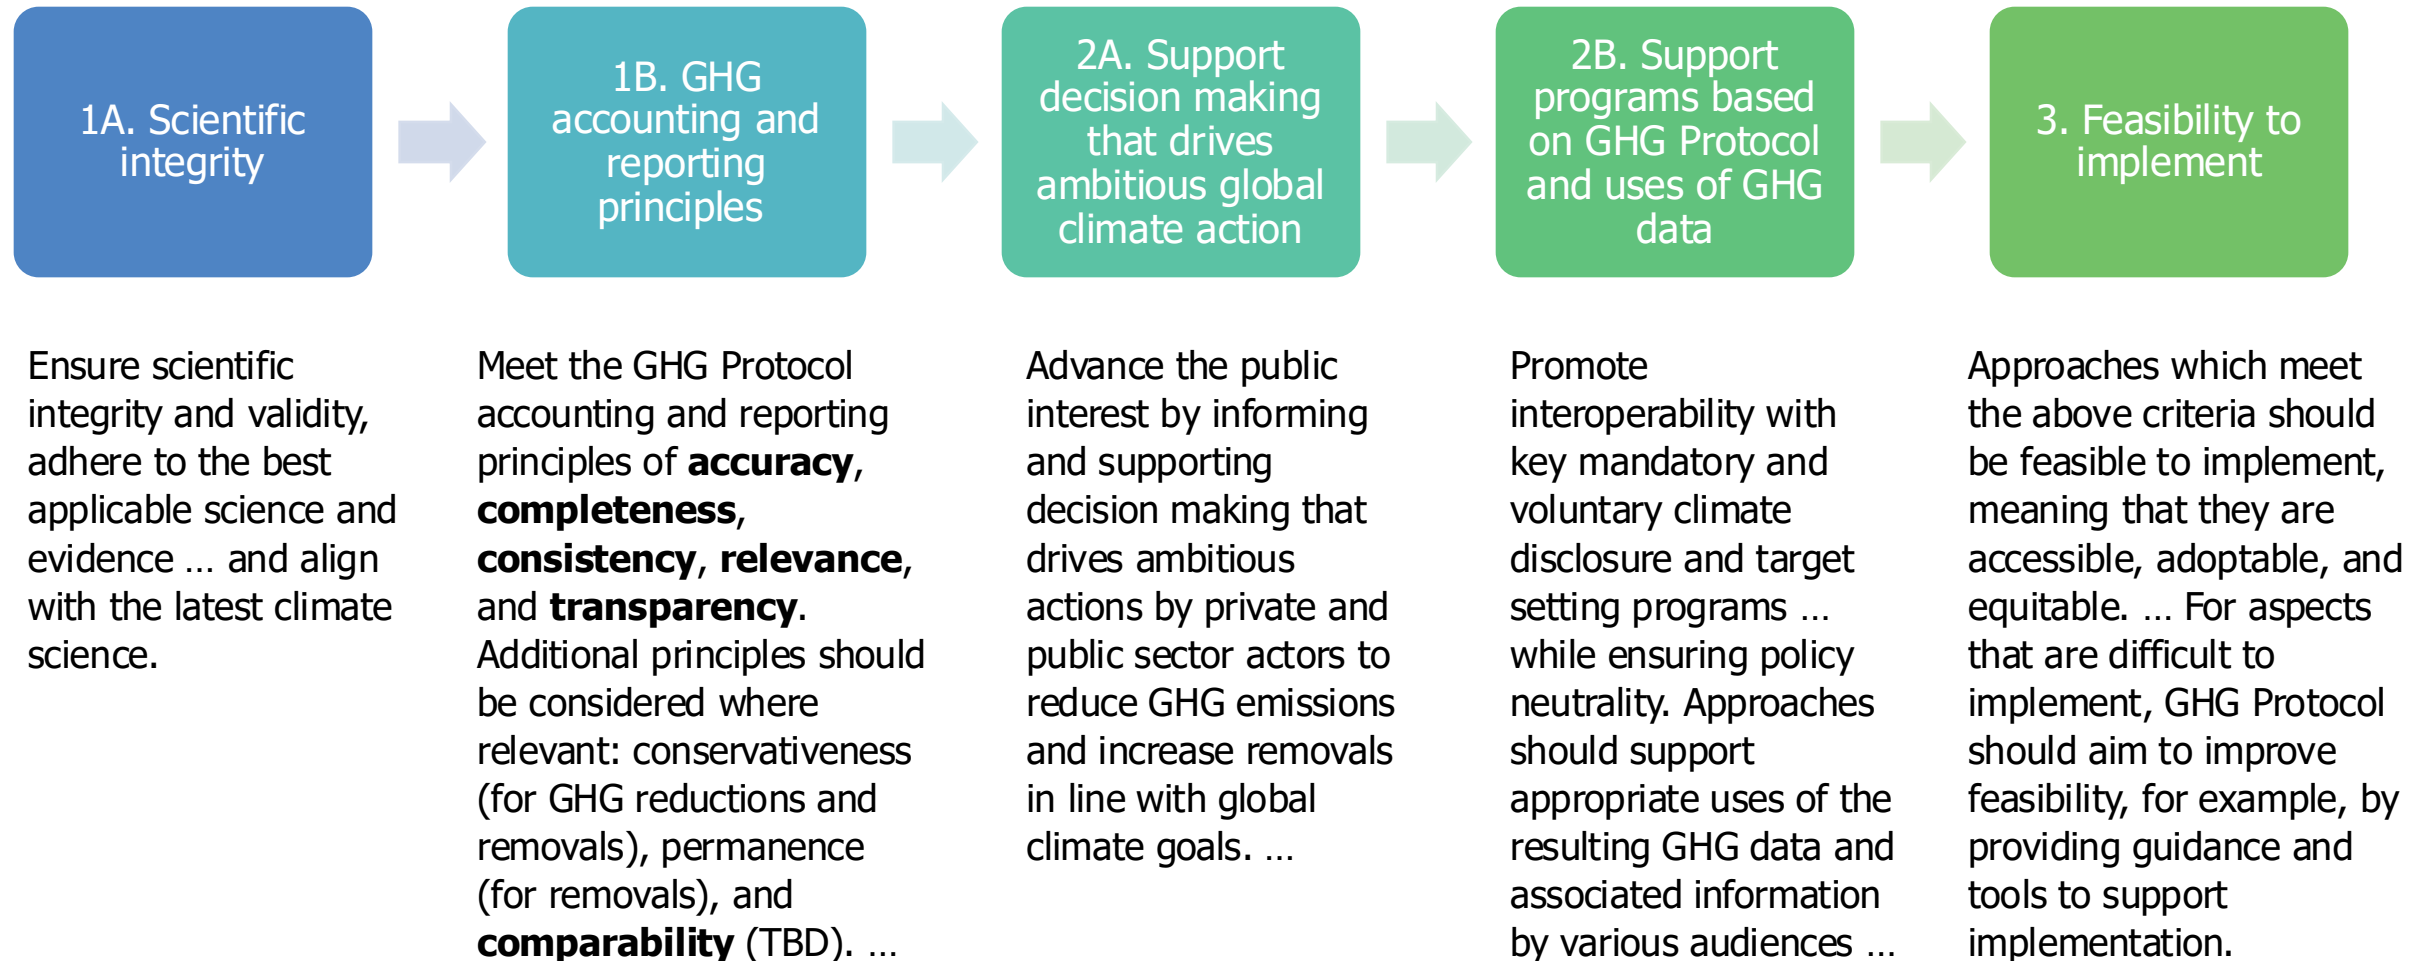 1A. Scientific
integrity
1B. GHG
accounting and
reporting
principles
2A. Support
decision making
that drives
ambitious global
climate action
2B. Support
programs based
on GHG Protocol
and uses of GHG
data
3. Feasibility to
implement
Ensure scientific
integrity and validity,
adhere to the best
applicable science and
evidence … and align
with the latest climate
science.
Meet the GHG Protocol
accounting and reporting
principles of accuracy,
completeness,
consistency, relevance,
and transparency.
Additional principles should
be considered where
relevant: conservativeness
(for GHG reductions and
removals), permanence
(for removals), and
comparability (TBD). …
Advance the public
interest by informing
and supporting
decision making that
drives ambitious
actions by private and
public sector actors to
reduce GHG emissions
and increase removals
in line with global
climate goals. …
Promote
interoperability with
key mandatory and
voluntary climate
disclosure and target
setting programs …
while ensuring policy
neutrality. Approaches
should support
appropriate uses of the
resulting GHG data and
associated information
by various audiences …
Approaches which meet
the above criteria should
be feasible to implement,
meaning that they are
accessible, adoptable, and
equitable. … For aspects
that are difficult to
implement, GHG Protocol
should aim to improve
feasibility, for example, by
providing guidance and
tools to support
implementation.